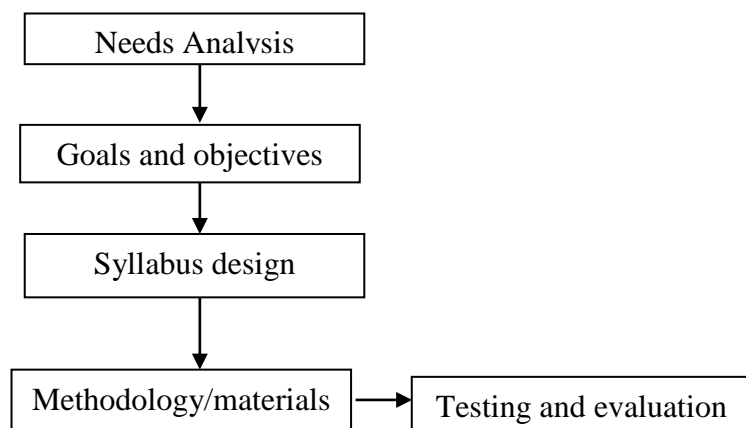 Needs Analysis
Goals and objectives
Syllabus design
Methodology/materials
Testing and evaluation